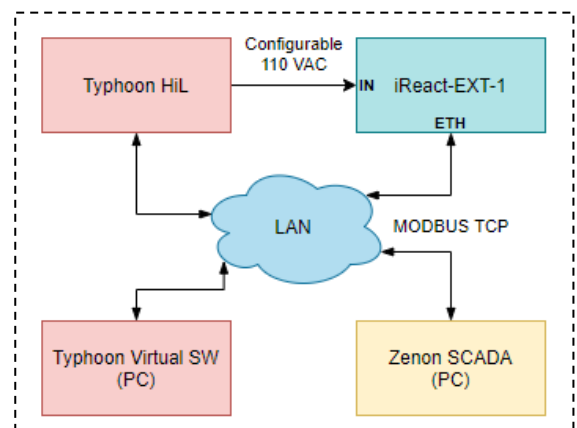 Configurable
110 VAC
Typhoon HiL
IN
iReact-EXT-1
ETH
LAN
MODBUS TCP
Typhoon Virtual SW
(PC)
Zenon SCADA
(PC)